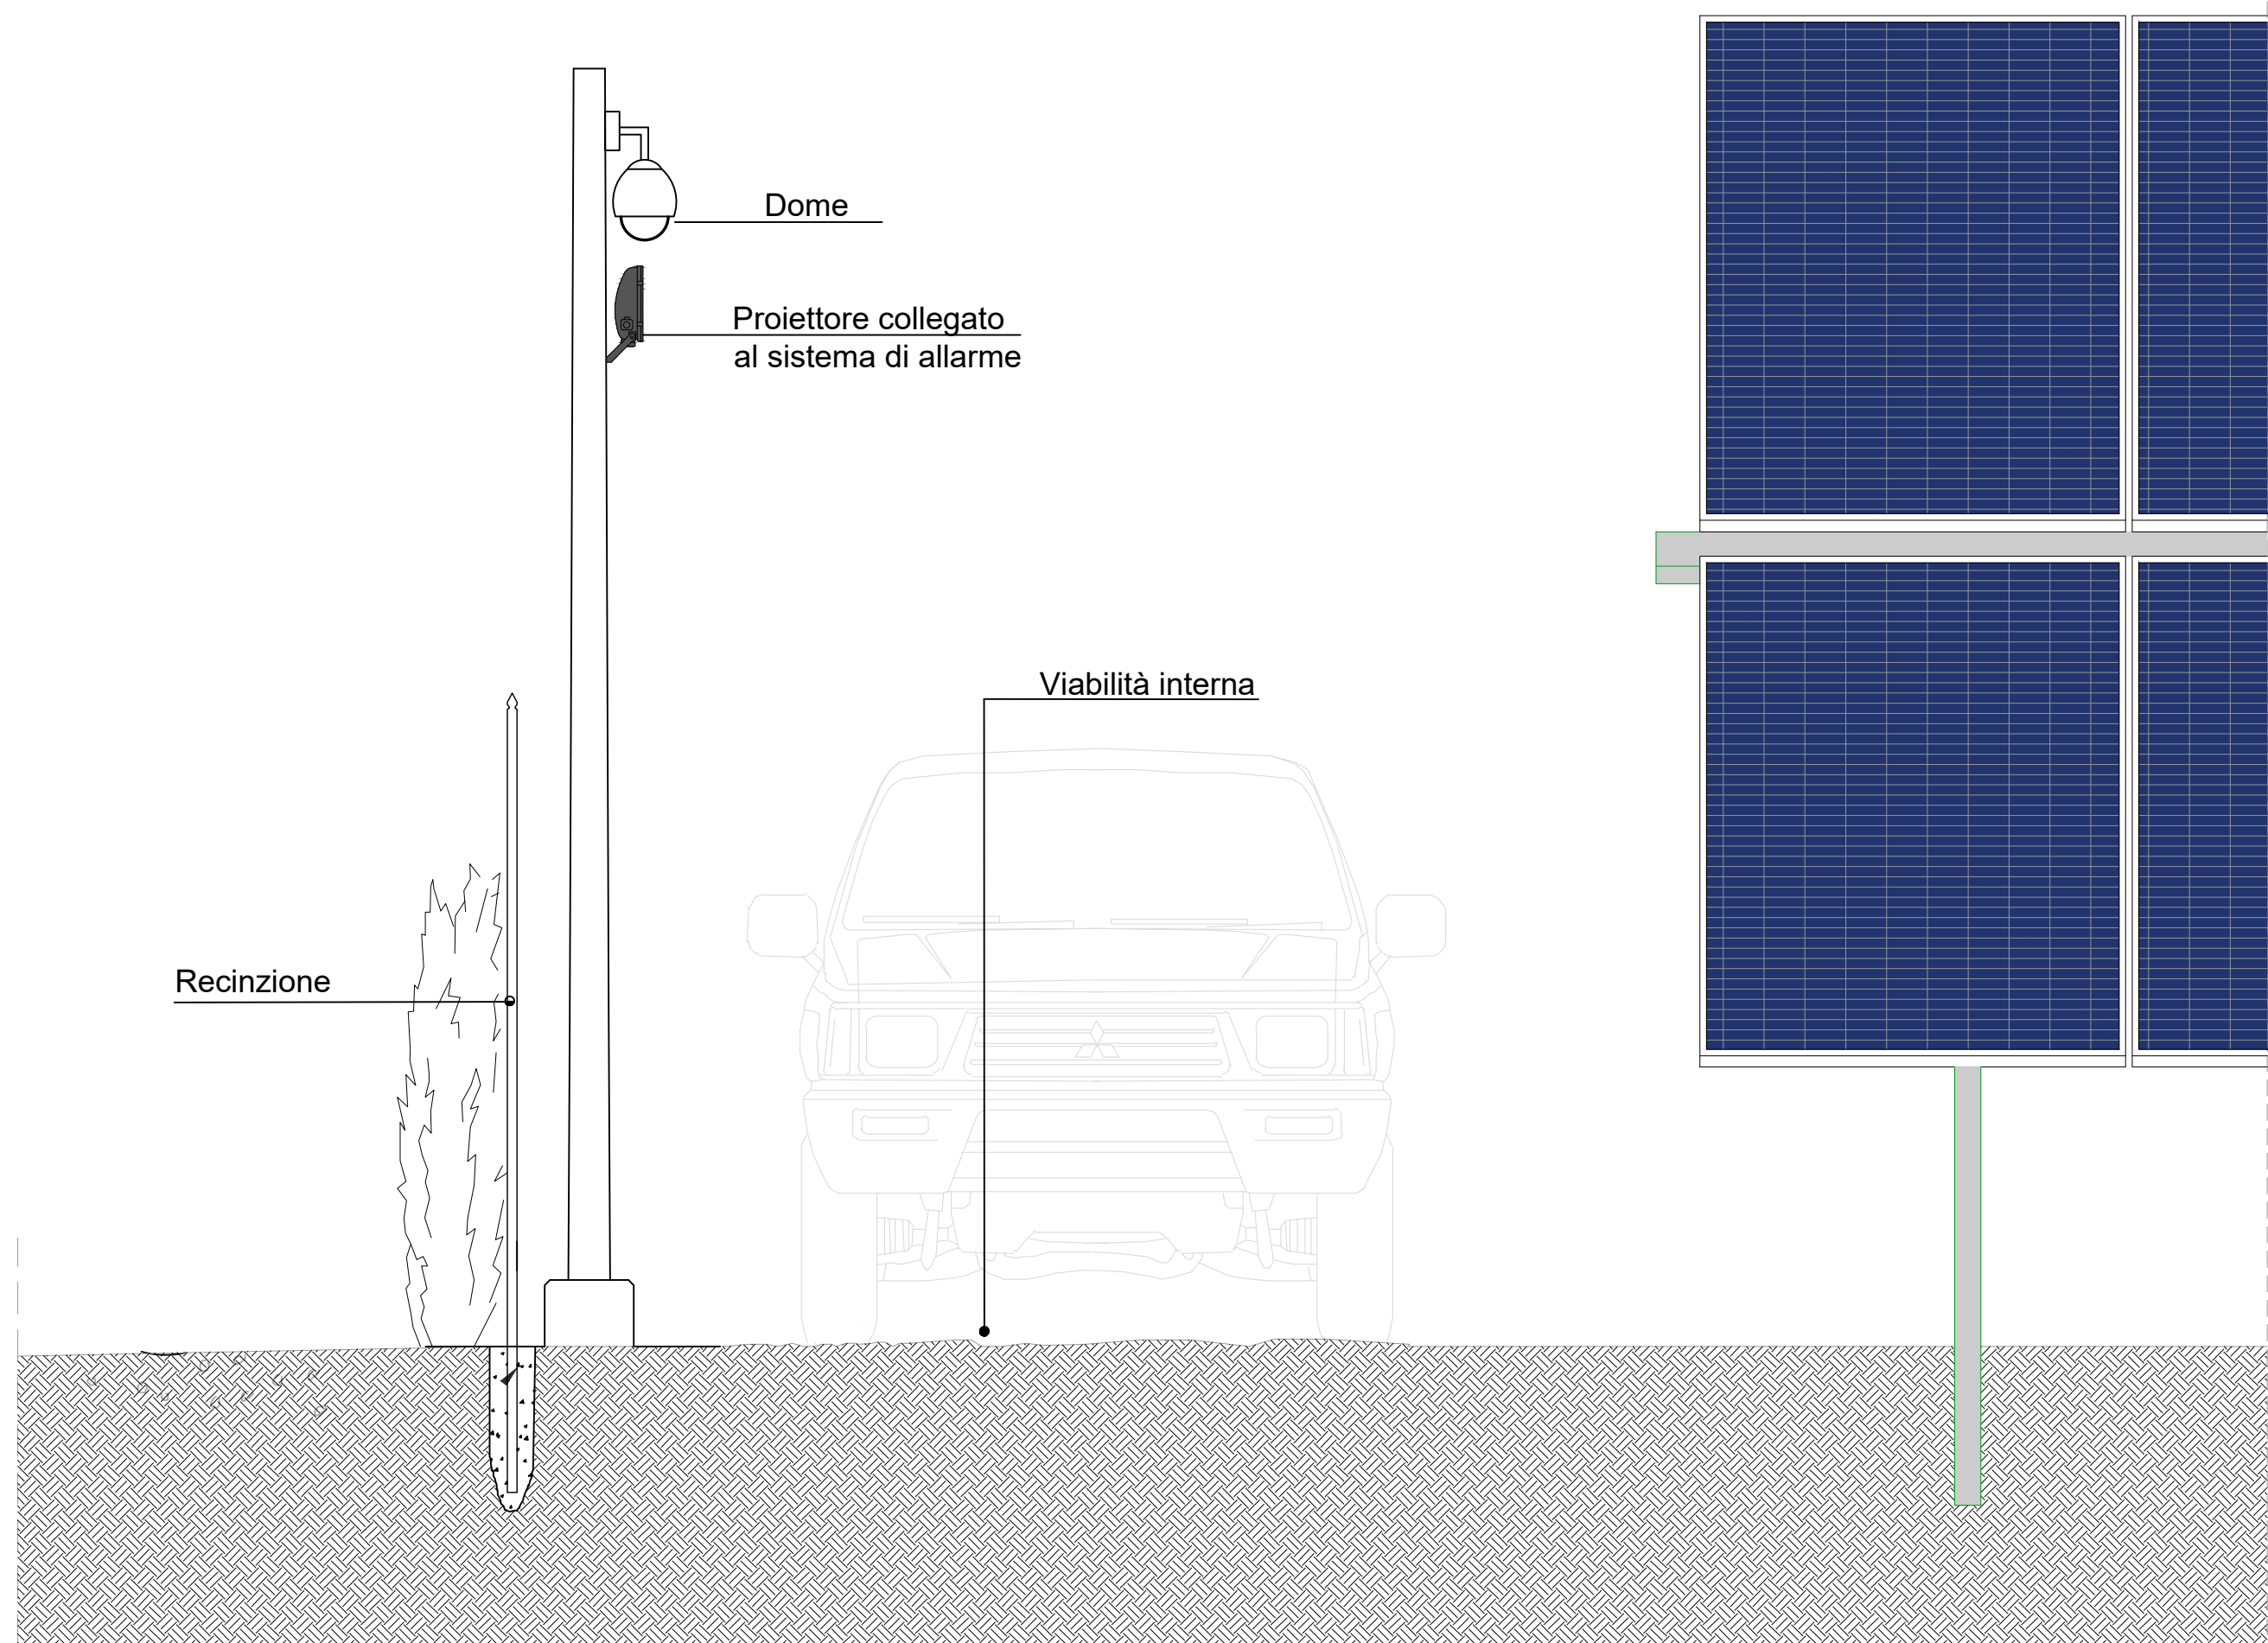 Dome
Proiettore collegato
al sistema di allarme
Viabilità interna
Recinzione